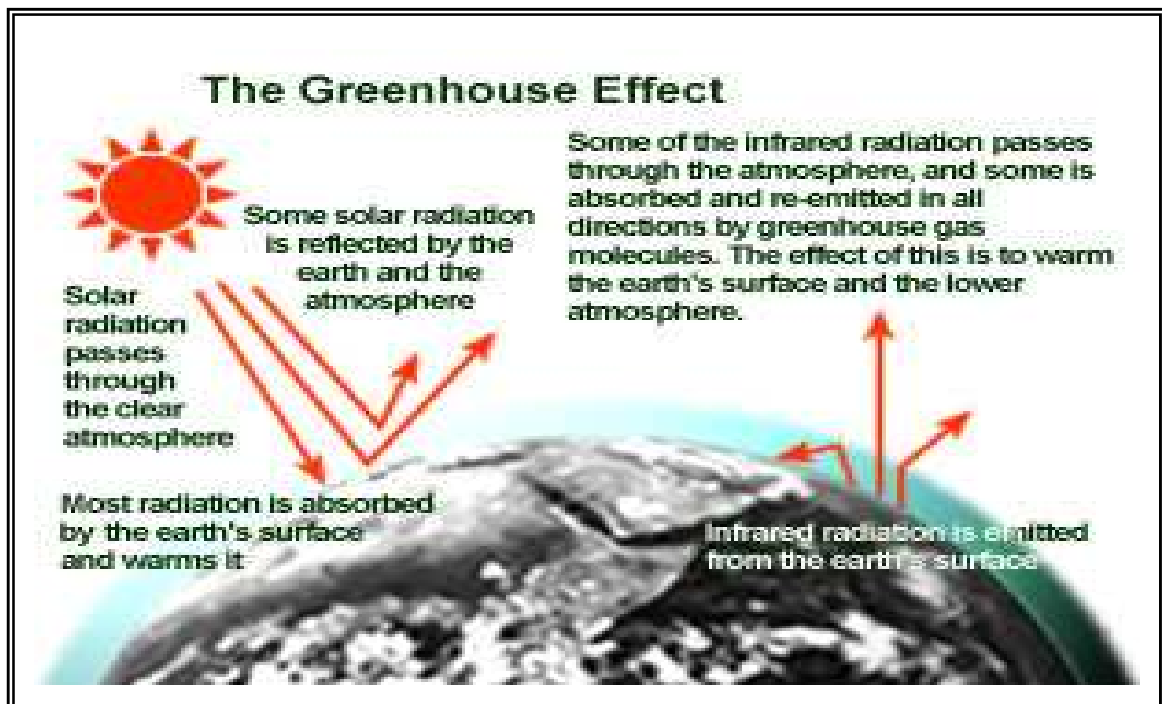 The Greenhouse Effect
Some solar radiation
is reflected by the
earth and the
atmosphere
Some of the infrared radiation passes
through the atmosphere, and some is
absorbed and re-emitted in all
directions by greenhouse gas
molecules. The effect of this is to warm
the earth's surface and the lower
atmosphere.
Solar
radiation
passes
through
the clear
atmosphere
Most radiation is absorbed
by the earth's surface
and warms it
Infrared radiation is emitted
from the earth's surface